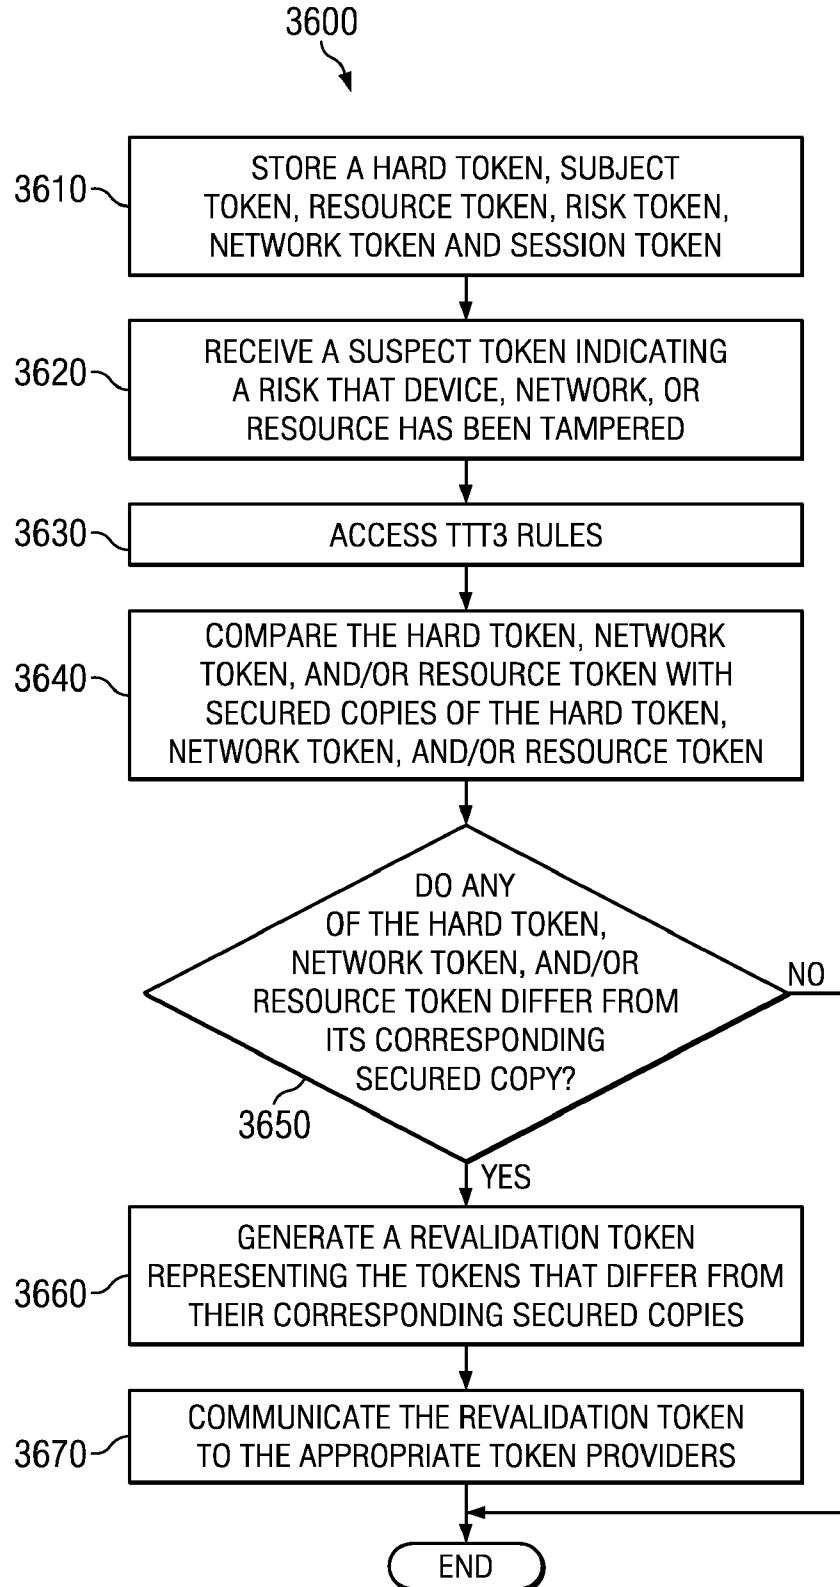 3600
3610
STORE A HARD TOKEN, SUBJECT
TOKEN, RESOURCE TOKEN, RISK TOKEN,
NETWORK TOKEN AND SESSION TOKEN
3620
RECEIVE A SUSPECT TOKEN INDICATING
A RISK THAT DEVICE, NETWORK, OR
RESOURCE HAS BEEN TAMPERED
3630
ACCESS TTT3 RULES
3640
COMPARE THE HARD TOKEN, NETWORK
TOKEN, AND/OR RESOURCE TOKEN WITH
SECURED COPIES OF THE HARD TOKEN,
NETWORK TOKEN, AND/OR RESOURCE TOKEN
DO ANY
OF THE HARD TOKEN,
NETWORK TOKEN, AND/OR
RESOURCE TOKEN DIFFER FROM
ITS CORRESPONDING
SECURED COPY?
NO
3650
YES
3660
GENERATE A REVALIDATION TOKEN
REPRESENTING THE TOKENS THAT DIFFER FROM
THEIR CORRESPONDING SECURED COPIES
3670
COMMUNICATE THE REVALIDATION TOKEN
TO THE APPROPRIATE TOKEN PROVIDERS
END